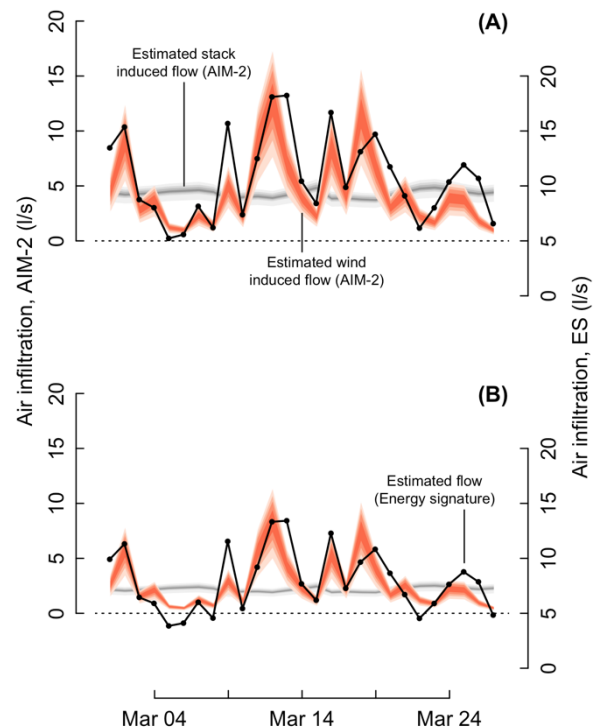 (A)
Estimated stack
induced flow (AIM-2)
Estimated wind
induced flow (AIM-2)
20
15
10
5
0
20
15
10
5
0
Air infiltration, AIM-2 (l/s)
Air infiltration, ES (l/s)
(B)
Estimated flow
(Energy signature)
20
15
10
5
0
20
15
10
5
0
Mar 04 Mar 14 Mar 24